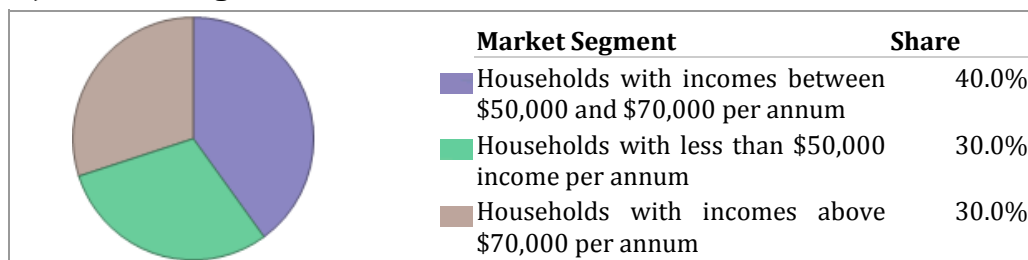 Market Segment Share
Households with incomes between 40.0%
$50,000 and $70,000 per annum
Households with less than $50,000 30.0%
income per annum
Households with incomes above 30.0%
$70,000 per annum